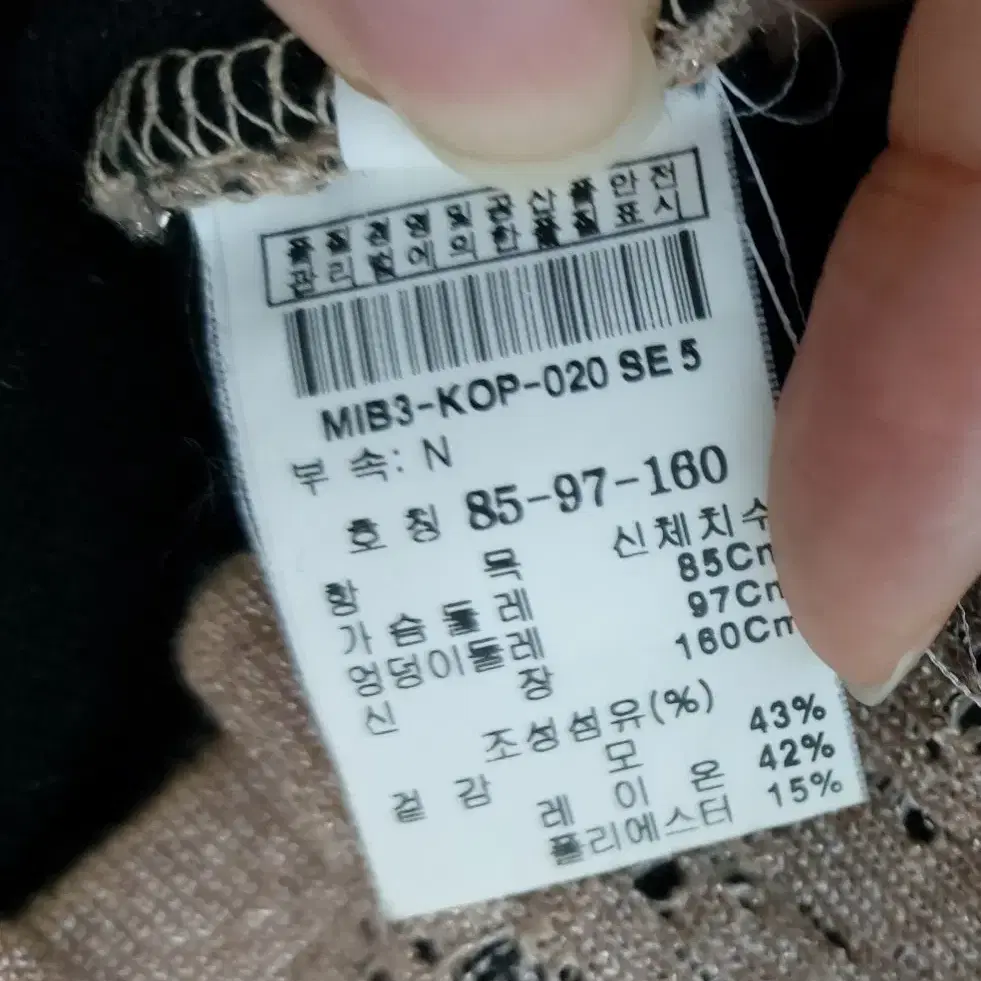 품질경영및공산품안전
관리법에의한품질표시
MIB3-KOP-020 SE 5
부 속: N
호 칭 85-97-160
항 목 신체치수
가 슴 둘 레 85Cm
엉덩이둘레 97Cm
신 장 160Cm
조성섬유(%)
겉 감 모 43%
레 이 온 42%
폴리에스터 15%